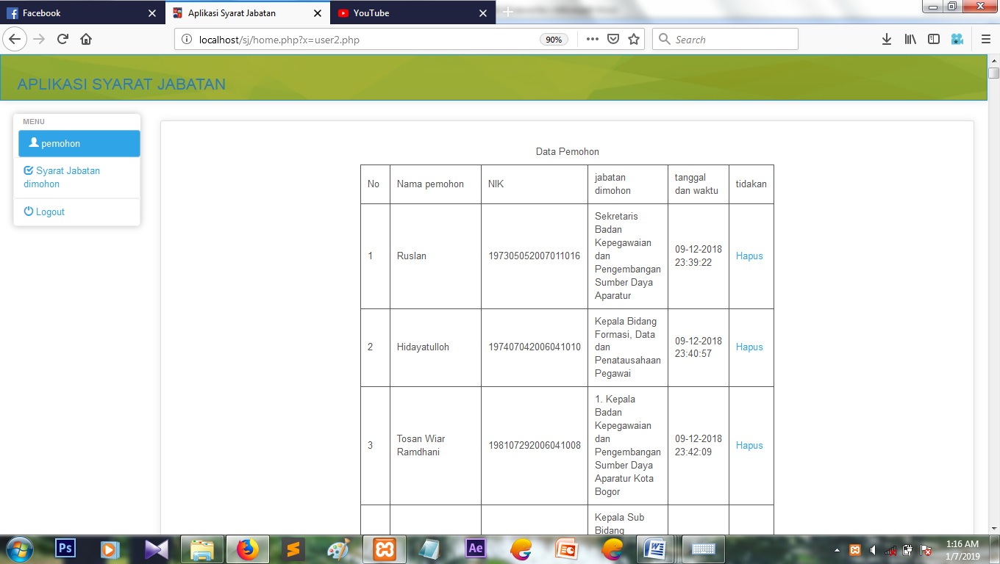 Facebook
Aplikasi Syarat Jabatan
YouTube
localhost/sj/home.php?x=user2.php
90%
Search
APLIKASI SYARAT JABATAN
MENU
pemohon
Syarat Jabatan
dimohon
Logout
Data Pemohon
No
Nama pemohon
NIK
jabatan
dimohon
tanggal
dan waktu
tidakan
1
Ruslan
197305052007011016
Sekretaris
Badan
Kepegawaian
dan
Pengembangan
Sumber Daya
Aparatur
09-12-2018
23:39:22
Hapus
2
Hidayatulloh
197407042006041010
Kepala Bidang
Formasi, Data
dan
Penatausahaan
Pegawai
09-12-2018
23:40:57
Hapus
3
Tosan Wiar
Ramdhani
198107292006041008
1. Kepala
Badan
Kepegawaian
dan
Pengembangan
Sumber Daya
Aparatur Kota
Bogor
09-12-2018
23:42:09
Hapus
Kepala Sub
Bidang
Ps
Ae
1:16 AM
1/7/2019